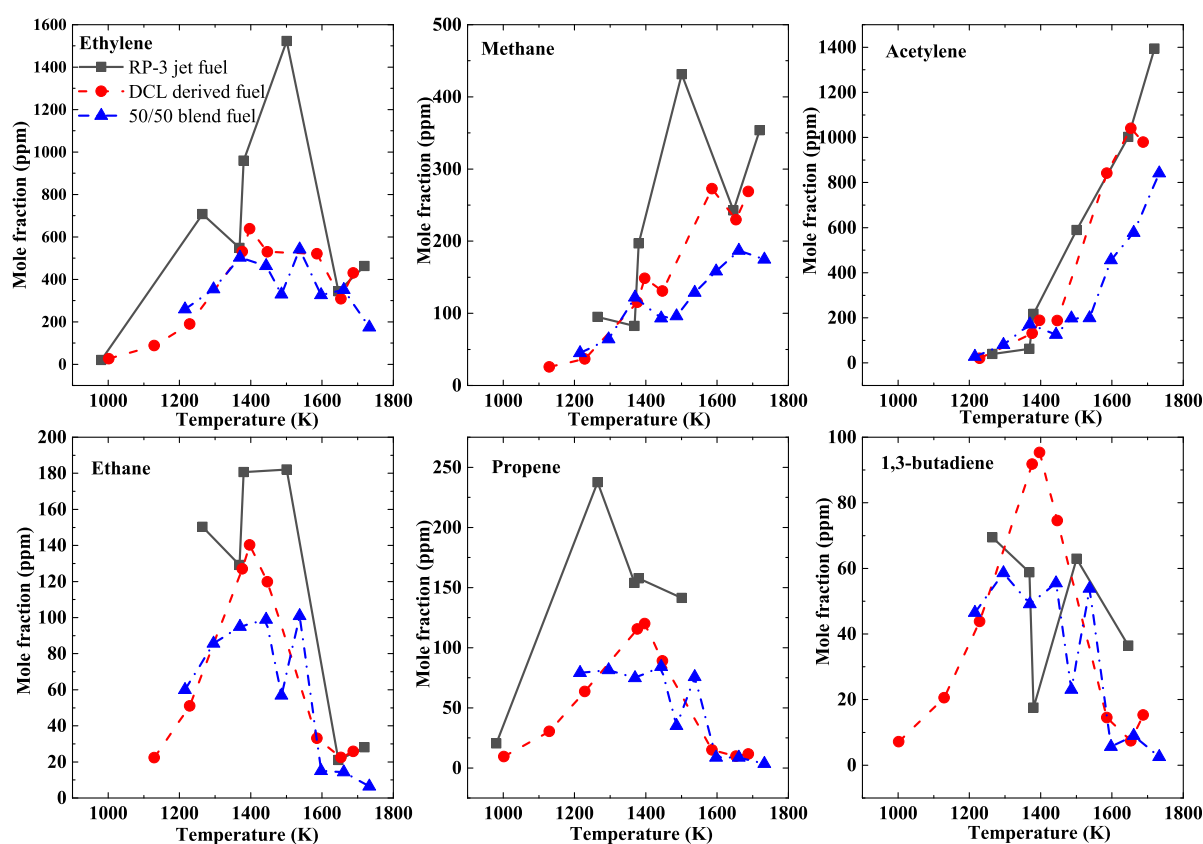 Ethylene
RP-3 jet fuel
DCL derived fuel
50/50 blend fuel
Mole fraction (ppm)
1600
1400
1200
1000
800
600
400
200
0
1000 1200 1400 1600 1800
Temperature (K)
Methane
Mole fraction (ppm)
500
400
300
200
100
0
1000 1200 1400 1600 1800
Temperature (K)
Acetylene
Mole fraction (ppm)
1400
1200
1000
800
600
400
200
0
1000 1200 1400 1600 1800
Temperature (K)
Ethane
Mole fraction (ppm)
200
180
160
140
120
100
80
60
40
20
0
1000 1200 1400 1600 1800
Temperature (K)
Propene
Mole fraction (ppm)
250
200
150
100
50
0
1000 1200 1400 1600 1800
Temperature (K)
1,3-butadiene
Mole fraction (ppm)
100
80
60
40
20
0
1000 1200 1400 1600 1800
Temperature (K)